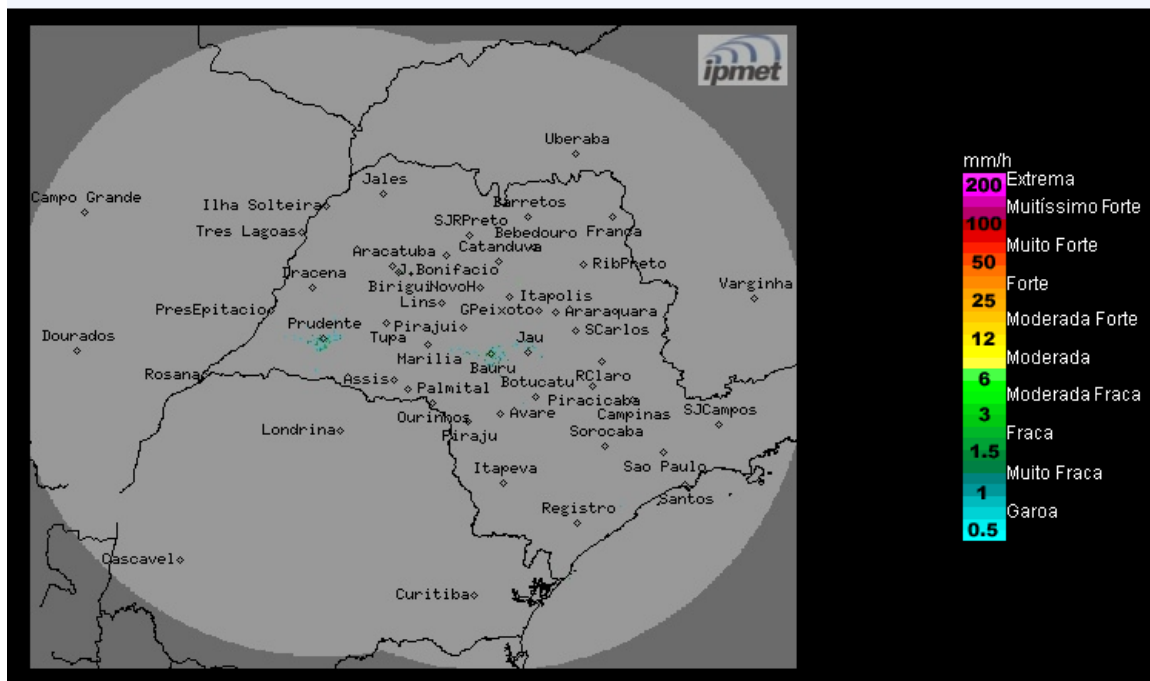 ipmet
Uberaba
Jales
Campo Grande
Ilha Solteira
Barretos
SJRPreto
Tres Lagoas
Bebedouro
Franca
Catanduva
Aracatuba
RibPreto
Dracena
J.Bonifacio
Varginha
Birigui
NovoH
Itapolis
Lins
PresEpitacio
GPeixoto
Araraquara
Prudente
Pirajui
SCarlos
Dourados
Tupa
Jau
Marilia
Bauru
Rosana
Assis
RClaro
Botucatu
Palmital
Piracicaba
SJCampos
Ourinhos
Avare
Campinas
Londrina
Piraju
Sorocaba
Itapeva
Sao Paulo
Santos
Registro
Cascavel
Curitiba
mm/h
200 Extrema
Muitíssimo Forte
100
Muito Forte
50
Forte
25
Moderada Forte
12
Moderada
6
Moderada Fraca
3
Fraca
1.5
Muito Fraca
1
Garoa
0.5